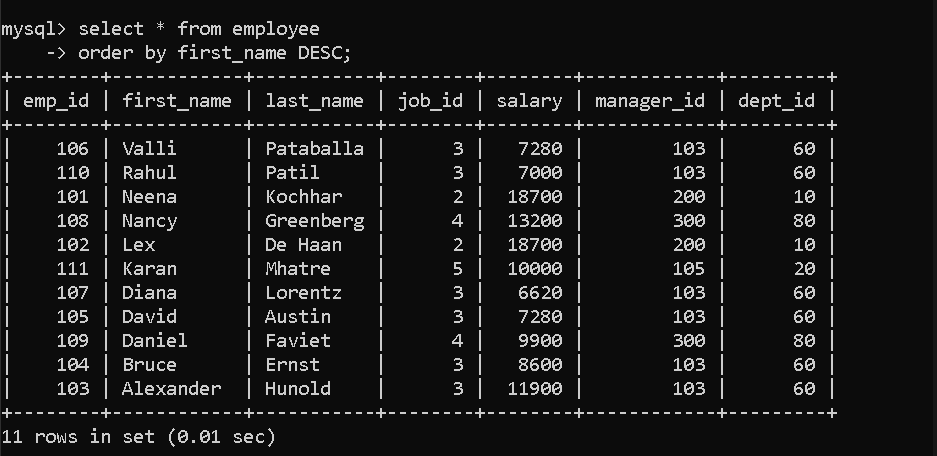 mysql> select * from employee
    -> order by first_name DESC;
+--------+------------+-----------+--------+--------+------------+---------+
| emp_id | first_name | last_name | job_id | salary | manager_id | dept_id |
+--------+------------+-----------+--------+--------+------------+---------+
|    106 | Valli      | Pataballa |      3 |   7280 |        103 |      60 |
|    110 | Rahul      | Patil     |      3 |   7000 |        103 |      60 |
|    101 | Neena      | Kochhar   |      2 |  18700 |        200 |      10 |
|    108 | Nancy      | Greenberg |      4 |  13200 |        300 |      80 |
|    102 | Lex        | De Haan   |      2 |  18700 |        200 |      10 |
|    111 | Karan      | Mhatre    |      5 |  10000 |        105 |      20 |
|    107 | Diana      | Lorentz   |      3 |   6620 |        103 |      60 |
|    105 | David      | Austin    |      3 |   7280 |        103 |      60 |
|    109 | Daniel     | Faviet    |      4 |   9900 |        300 |      80 |
|    104 | Bruce      | Ernst     |      3 |   8600 |        103 |      60 |
|    103 | Alexander  | Hunold    |      3 |  11900 |        103 |      60 |
+--------+------------+-----------+--------+--------+------------+---------+
11 rows in set (0.01 sec)